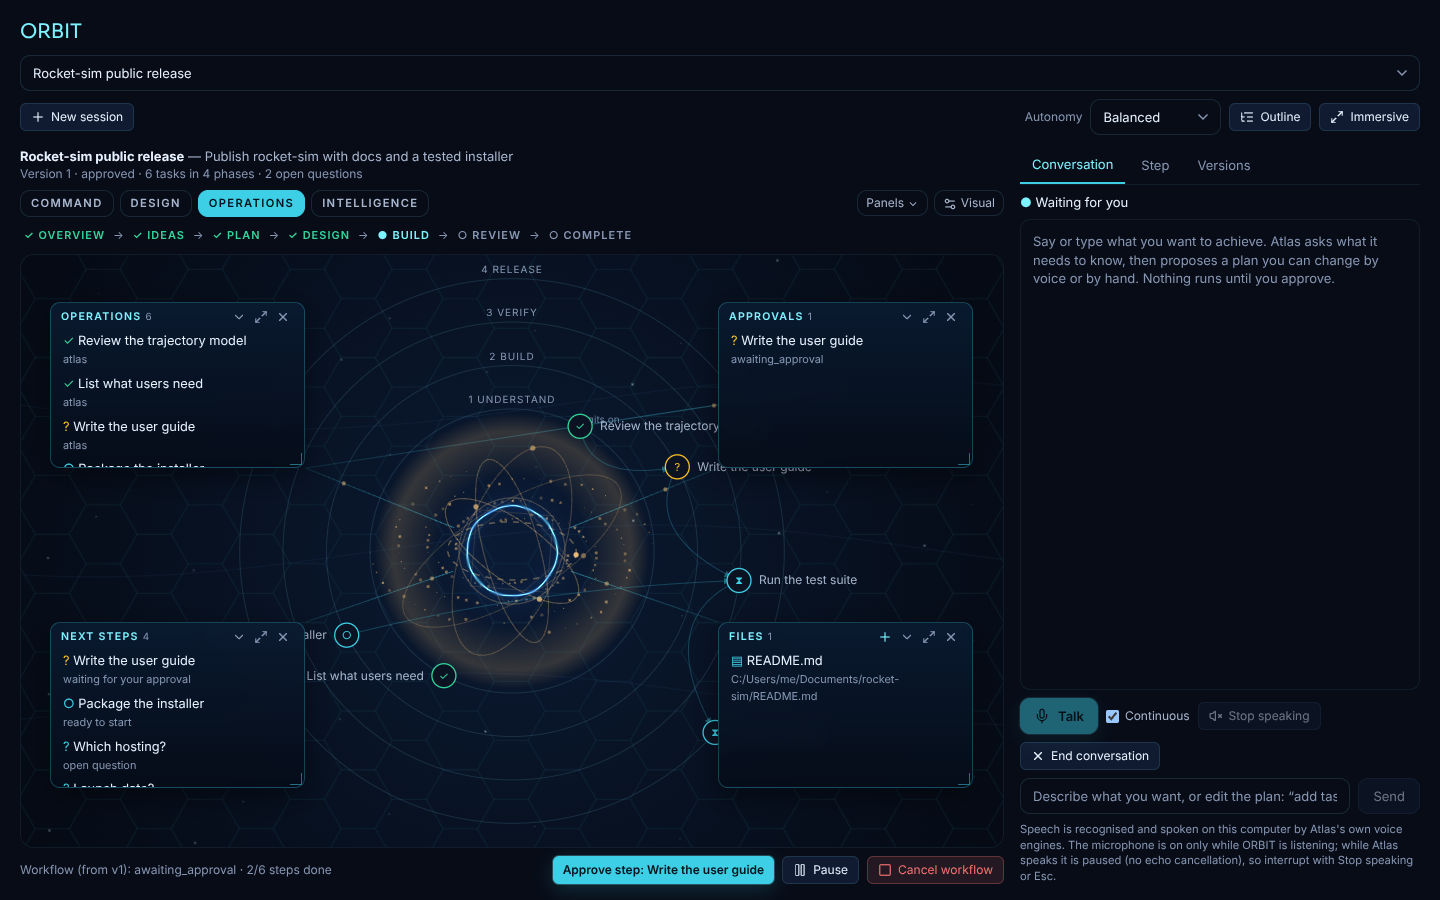 ORBIT
Rocket-sim public release
New session
Autonomy
Balanced
Outline
Immersive
Rocket-sim public release — Publish rocket-sim with docs and a tested installer
Version 1 · approved · 6 tasks in 4 phases · 2 open questions
COMMAND
DESIGN
OPERATIONS
INTELLIGENCE
Panels
Visual
✓ OVERVIEW → ✓ IDEAS → ✓ PLAN → ✓ DESIGN → BUILD → REVIEW → COMPLETE
4 RELEASE
3 VERIFY
2 BUILD
1 UNDERSTAND
OPERATIONS 6
✓ Review the trajectory model
atlas
✓ List what users need
atlas
? Write the user guide
atlas
Package the installer
Review the trajectory
Write the user guide
Run the test suite
List what users need
APPROVALS 1
? Write the user guide
awaiting_approval
NEXT STEPS 4
? Write the user guide
waiting for your approval
Package the installer
ready to start
? Which hosting?
open question
? Launch date?
FILES 1
README.md
C:/Users/me/Documents/rocket-
sim/README.md
Workflow (from v1): awaiting_approval · 2/6 steps done
Approve step: Write the user guide
Pause
Cancel workflow
Conversation
Step
Versions
Waiting for you
Say or type what you want to achieve. Atlas asks what it
needs to know, then proposes a plan you can change by
voice or by hand. Nothing runs until you approve.
Talk
Continuous
Stop speaking
End conversation
Describe what you want, or edit the plan: “add tas
Send
Speech is recognised and spoken on this computer by Atlas's own voice
engines. The microphone is on only while ORBIT is listening; while Atlas
speaks it is paused (no echo cancellation), so interrupt with Stop speaking
or Esc.